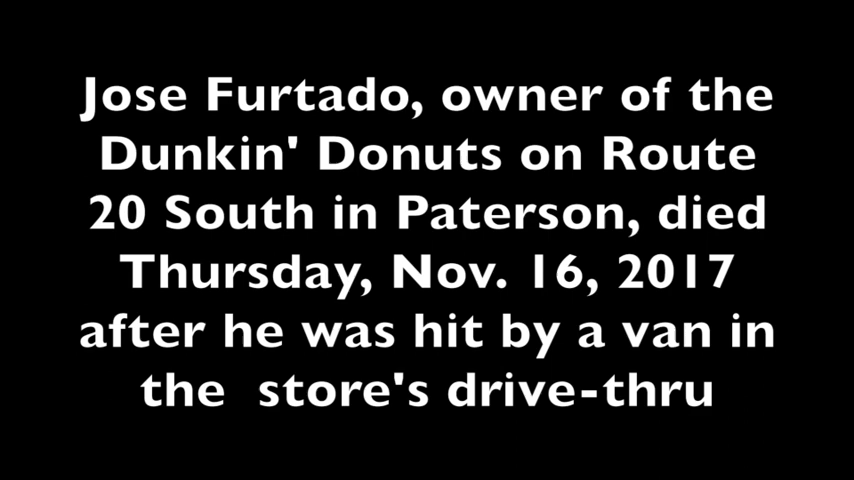 Jose Furtado, owner of the
Dunkin' Donuts on Route
20 South in Paterson, died
Thursday, Nov. 16, 2017
after he was hit by a van in
the  store's drive-thru